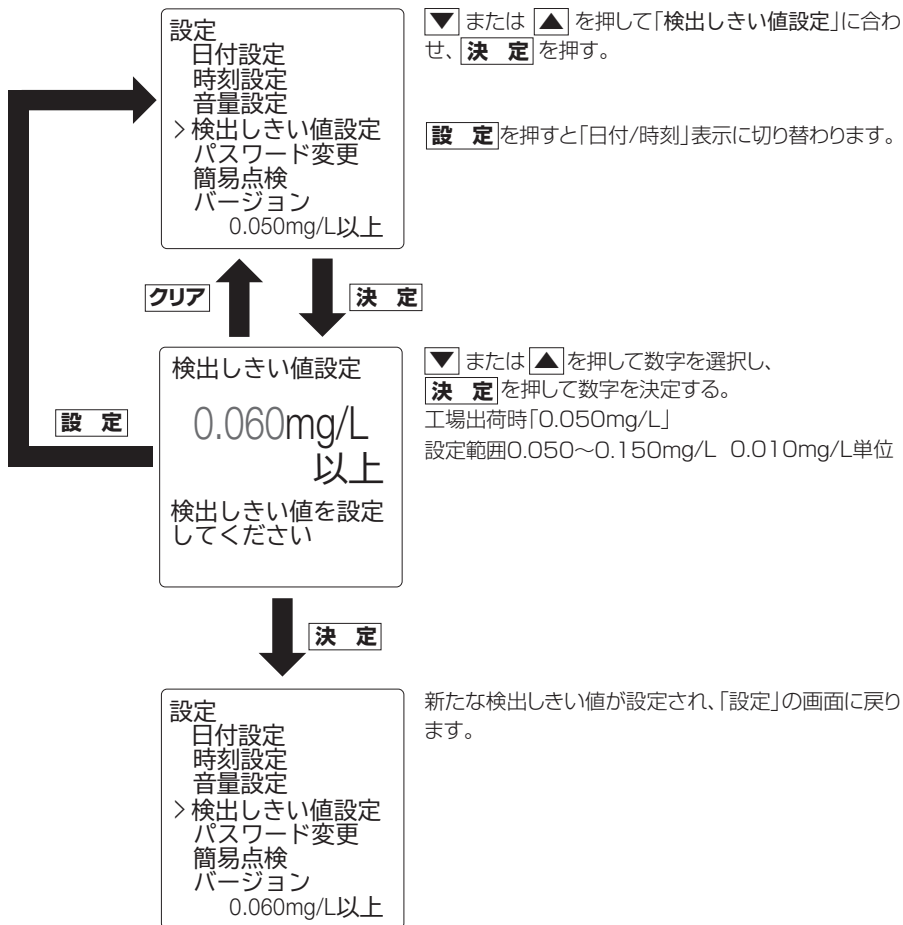 設定
日付設定
時刻設定
音量設定
>検出しきい値設定
パスワード変更
簡易点検
バージョン
0.050mg/L以上
▼ または ▲ を押して「検出しきい値設定」に合わ
せ、決 定 を押す。
設 定 を押すと「日付/時刻」表示に切り替わります。
クリア
決 定
設 定
検出しきい値設定
0.060mg/L
以上
検出しきい値を設定
してください
▼ または ▲ を押して数字を選択し、
決 定 を押して数字を決定する。
工場出荷時「0.050mg/L」
設定範囲0.050〜0.150mg/L 0.010mg/L単位
決 定
設定
日付設定
時刻設定
音量設定
>検出しきい値設定
パスワード変更
簡易点検
バージョン
0.060mg/L以上
新たな検出しきい値が設定され、「設定」の画面に戻り
ます。